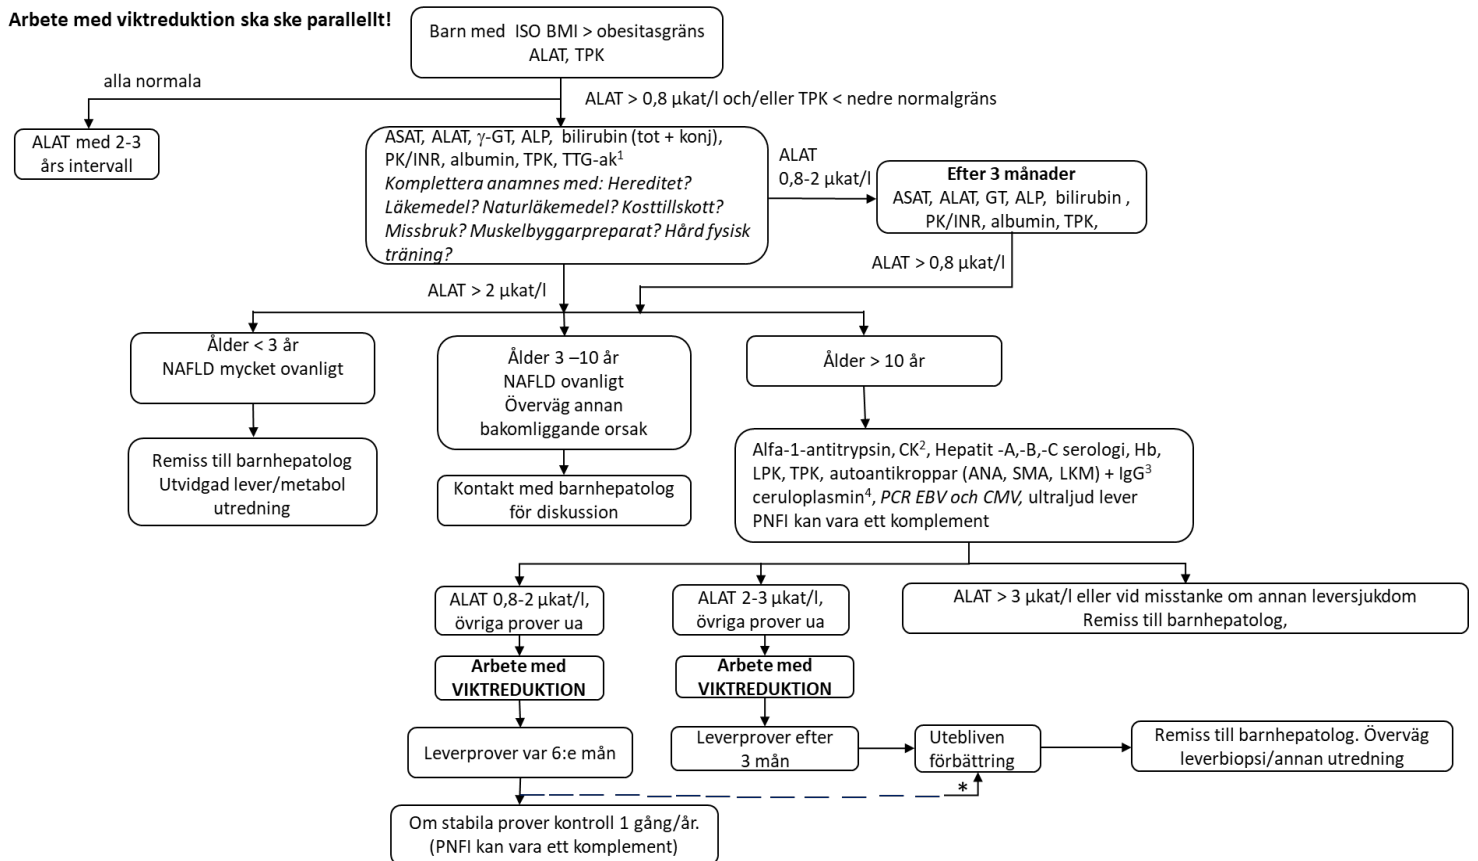 Arbete med viktreduktion ska ske parallellt!
Barn med ISO BMI > obesitasgräns
ALAT, TPK
alla normala
ALAT > 0,8 µkat/l och/eller TPK < nedre normalgräns
ALAT med 2-3
års intervall
ASAT, ALAT, γ-GT, ALP, bilirubin (tot + konj),
PK/INR, albumin, TPK, TTG-ak¹
Komplettera anamnes med: Hereditet?
Läkemedel? Naturläkemedel? Kosttillskott?
Missbruk? Muskelbyggarpreparat? Hård fysisk
träning?
ALAT
0,8-2 µkat/l
Efter 3 månader
ASAT, ALAT, GT, ALP, bilirubin ,
PK/INR, albumin, TPK,
ALAT > 0,8 µkat/l
ALAT > 2 µkat/l
Ålder < 3 år
NAFLD mycket ovanligt
Ålder 3 –10 år
NAFLD ovanligt
Överväg annan
bakomliggande orsak
Ålder > 10 år
Remiss till barnhepatolog
Utvidgad lever/metabol
utredning
Kontakt med barnhepatolog
för diskussion
Alfa-1-antitrypsin, CK², Hepatit -A,-B,-C serologi, Hb,
LPK, TPK, autoantikroppar (ANA, SMA, LKM) + IgG³
ceruloplasmin⁴, PCR EBV och CMV, ultraljud lever
PNFI kan vara ett komplement
ALAT 0,8-2 µkat/l,
övriga prover ua
ALAT 2-3 µkat/l,
övriga prover ua
ALAT > 3 µkat/l eller vid misstanke om annan leversjukdom
Remiss till barnhepatolog,
Arbete med
VIKTREDUKTION
Arbete med
VIKTREDUKTION
Leverprover var 6:e mån
Leverprover efter
3 mån
Utebliven
förbättring
Remiss till barnhepatolog. Överväg
leverbiopsi/annan utredning
*
Om stabila prover kontroll 1 gång/år.
(PNFI kan vara ett komplement)